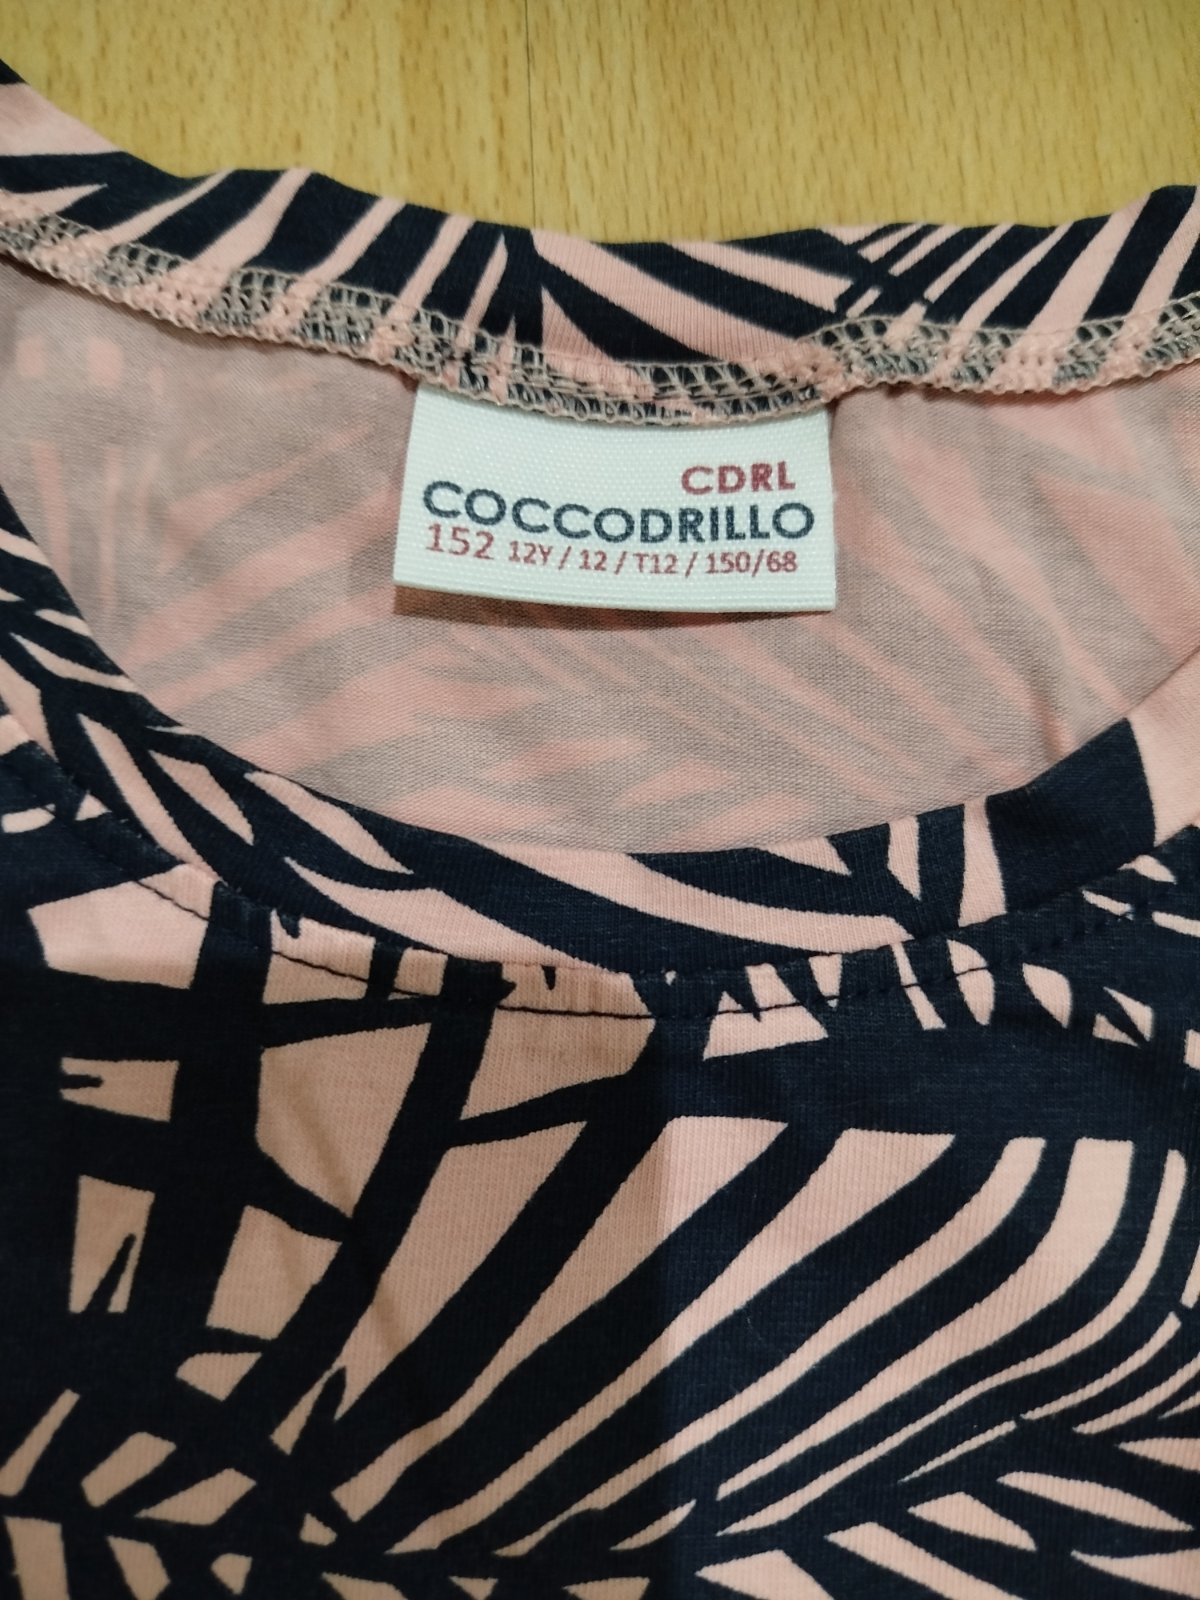 CDRL
COCCODRILLO
152 12Y / 12 / T12 / 150/68